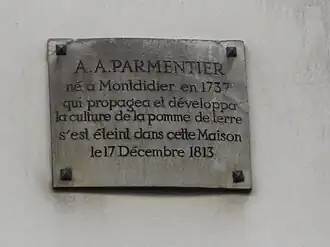 A.A.PARMENTIER
né a Montdidier en 1737
qui propagea et développa
la culture de la pomme de terre
s'est éteint dans cette Maison
le 17 Décembre 1813